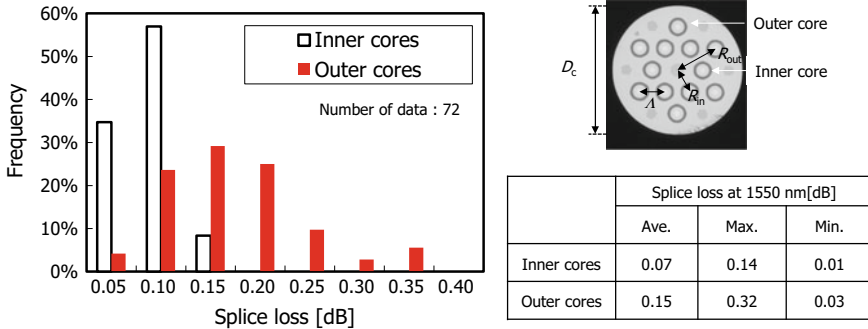 60%
50%
40%
30%
20%
10%
0%
Frequency
Inner cores
Outer cores
Number of data : 72
0.05 0.10 0.15 0.20 0.25 0.30 0.35 0.40
Splice loss [dB]
Outer core
Inner core
D_c
R_out
R_in
Λ
Splice loss at 1550 nm[dB]
Ave. Max. Min.
Inner cores 0.07 0.14 0.01
Outer cores 0.15 0.32 0.03